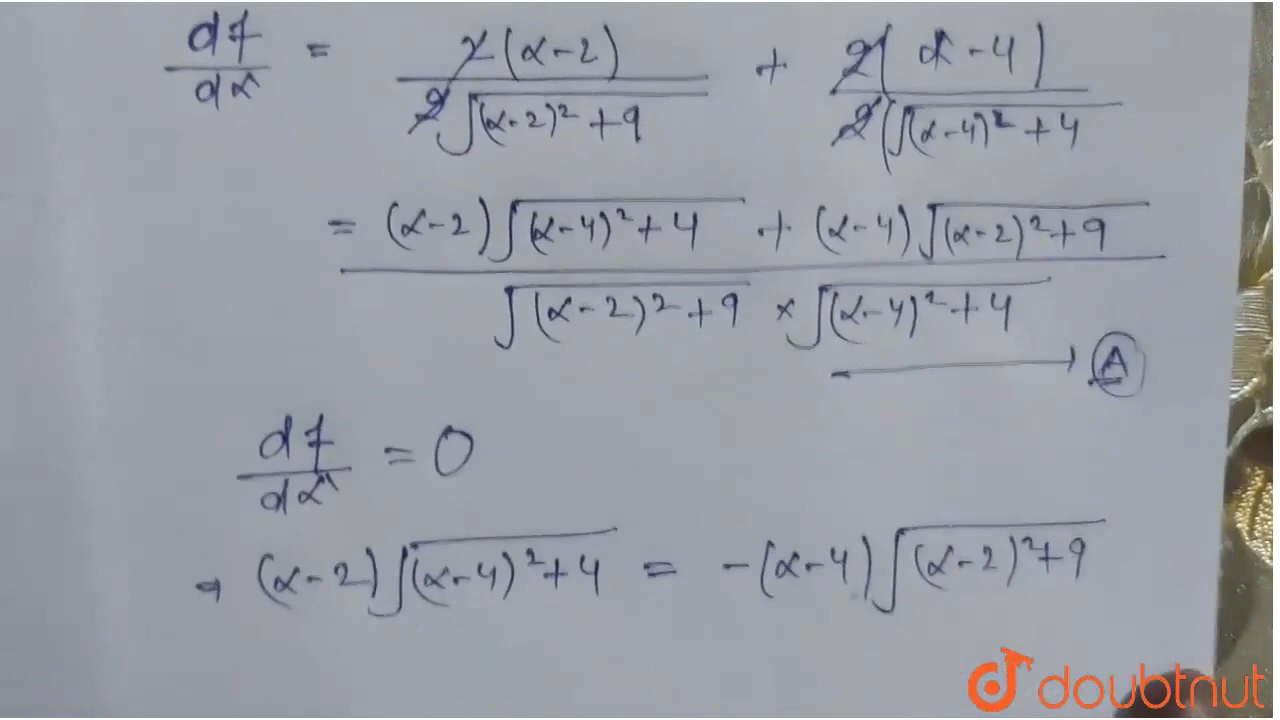 df/dα = 2(α-2)/2√((α-2)²+9) + 2(α-4)/2(√((α-4)²+4
= (α-2)√((α-4)²+4) + (α-4)√((α-2)²+9) / √((α-2)²+9) × √((α-4)²+4) → Ⓐ
df/dα = 0
⇒ (α-2)√((α-4)²+4) = -(α-4)√((α-2)²+9)
doubtnut